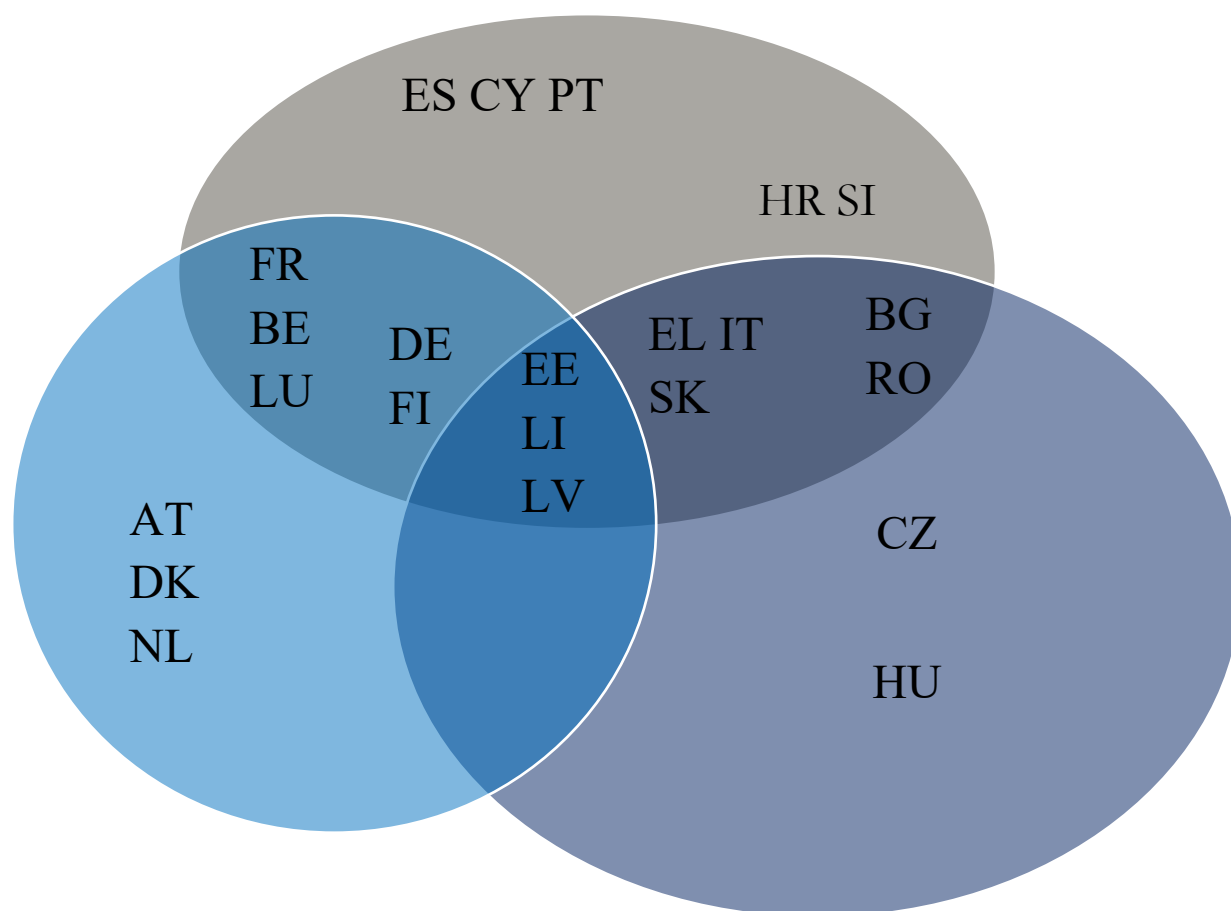 ES CY PT
HR SI
FR
BE
LU
DE
FI
EE
LI
LV
EL IT
SK
BG
RO
AT
DK
NL
CZ
HU